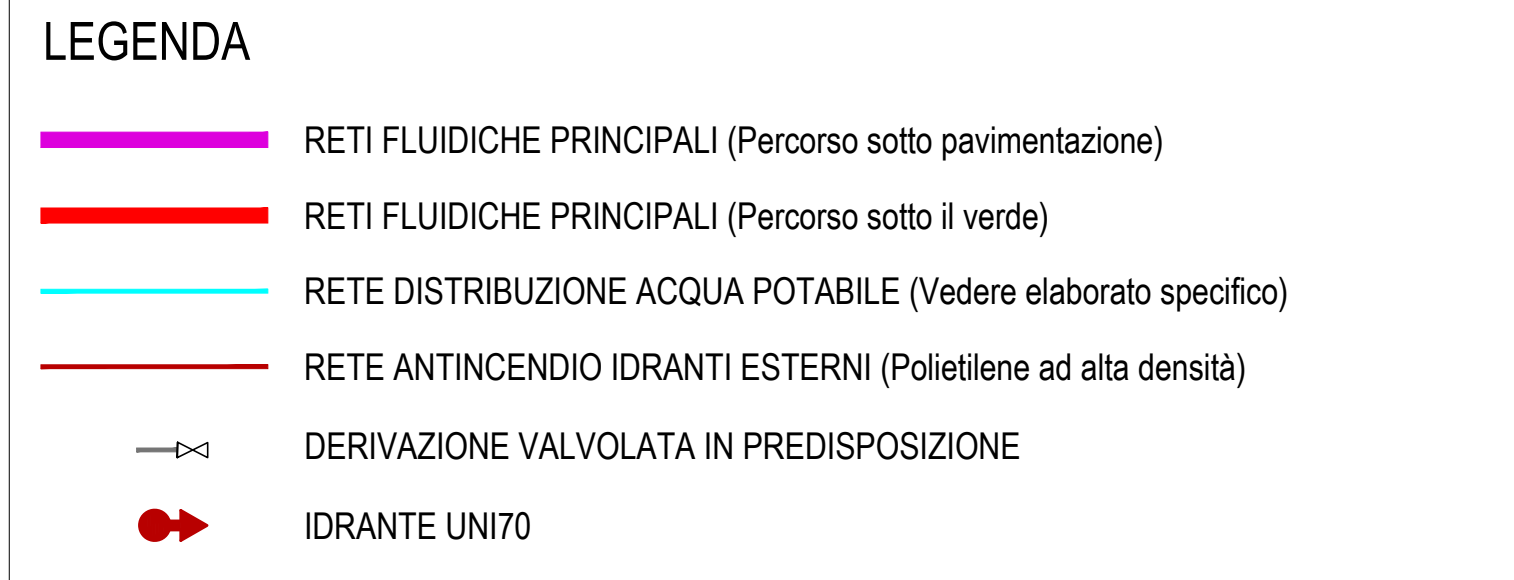 LEGENDA
RETI FLUIDICHE PRINCIPALI (Percorso sotto pavimentazione)
RETI FLUIDICHE PRINCIPALI (Percorso sotto il verde)
RETE DISTRIBUZIONE ACQUA POTABILE (Vedere elaborato specifico)
RETE ANTINCENDIO IDRANTI ESTERNI (Polietilene ad alta densità)
DERIVAZIONE VALVOLATA IN PREDISPOSIZIONE
IDRANTE UNI70